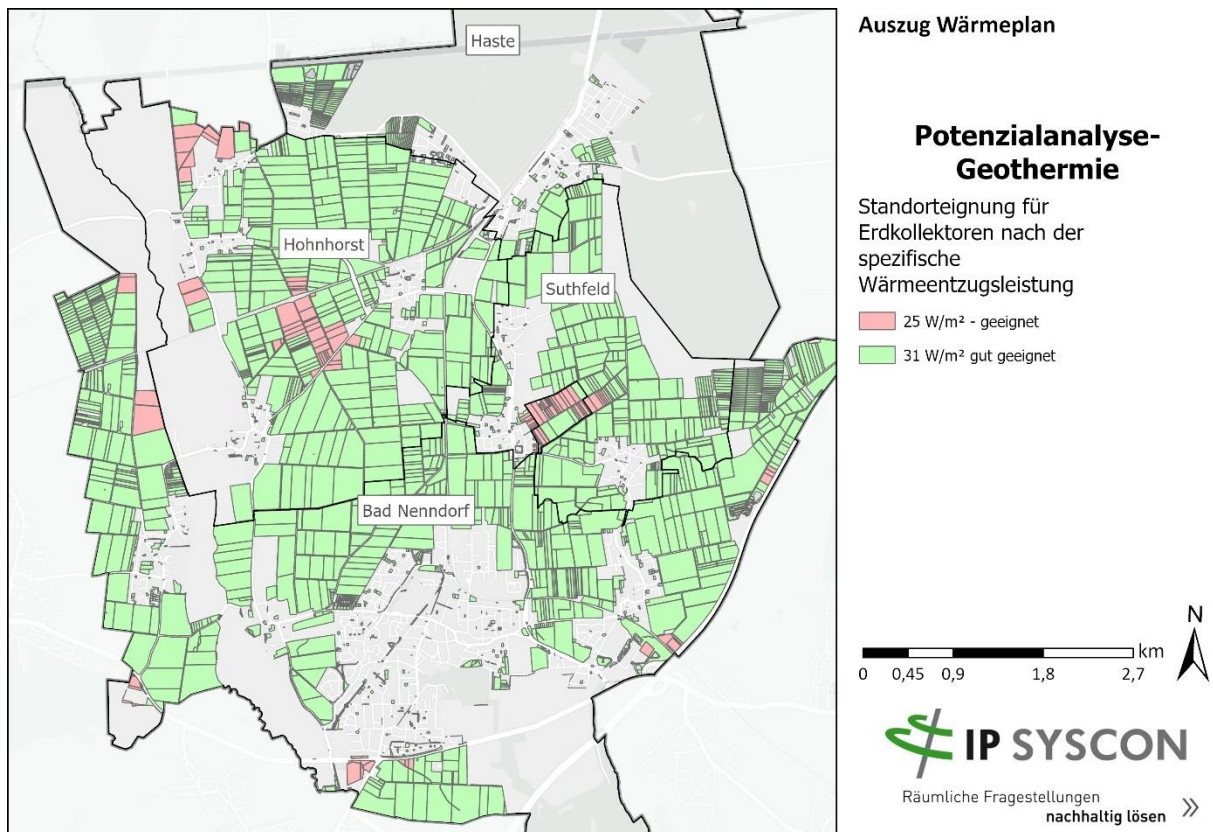 Haste
Hohnhorst
Suthfeld
Bad Nenndorf
Auszug Wärmeplan
Potenzialanalyse-
Geothermie
Standorteignung für
Erdkollektoren nach der
spezifische
Wärmeentzugsleistung
25 W/m² - geeignet
31 W/m² gut geeignet
N
km
0 0,45 0,9 1,8 2,7
IP SYSCON
Räumliche Fragestellungen
nachhaltig lösen »